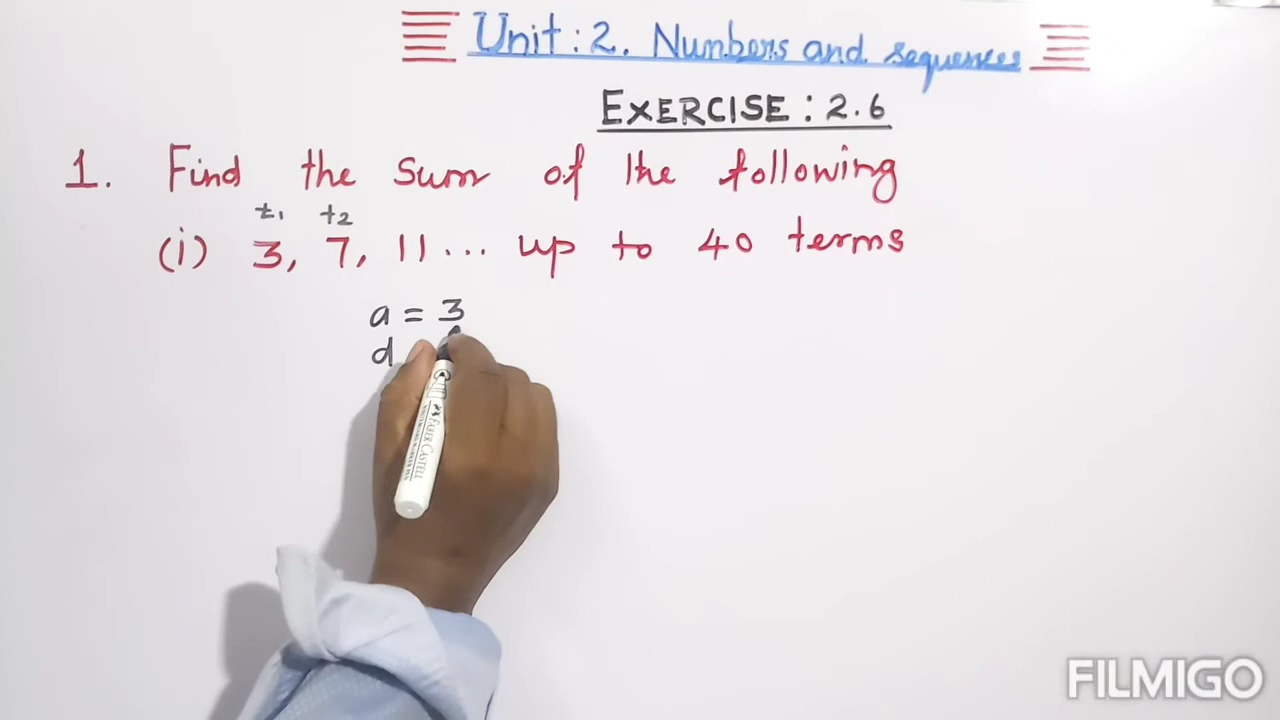 Unit: 2. Numbers and sequences
EXERCISE: 2.6
1. Find the sum of the following
t₁ t₂
(i) 3, 7, 11... up to 40 terms
a = 3
d
FABER CASTELL
FILMIGO